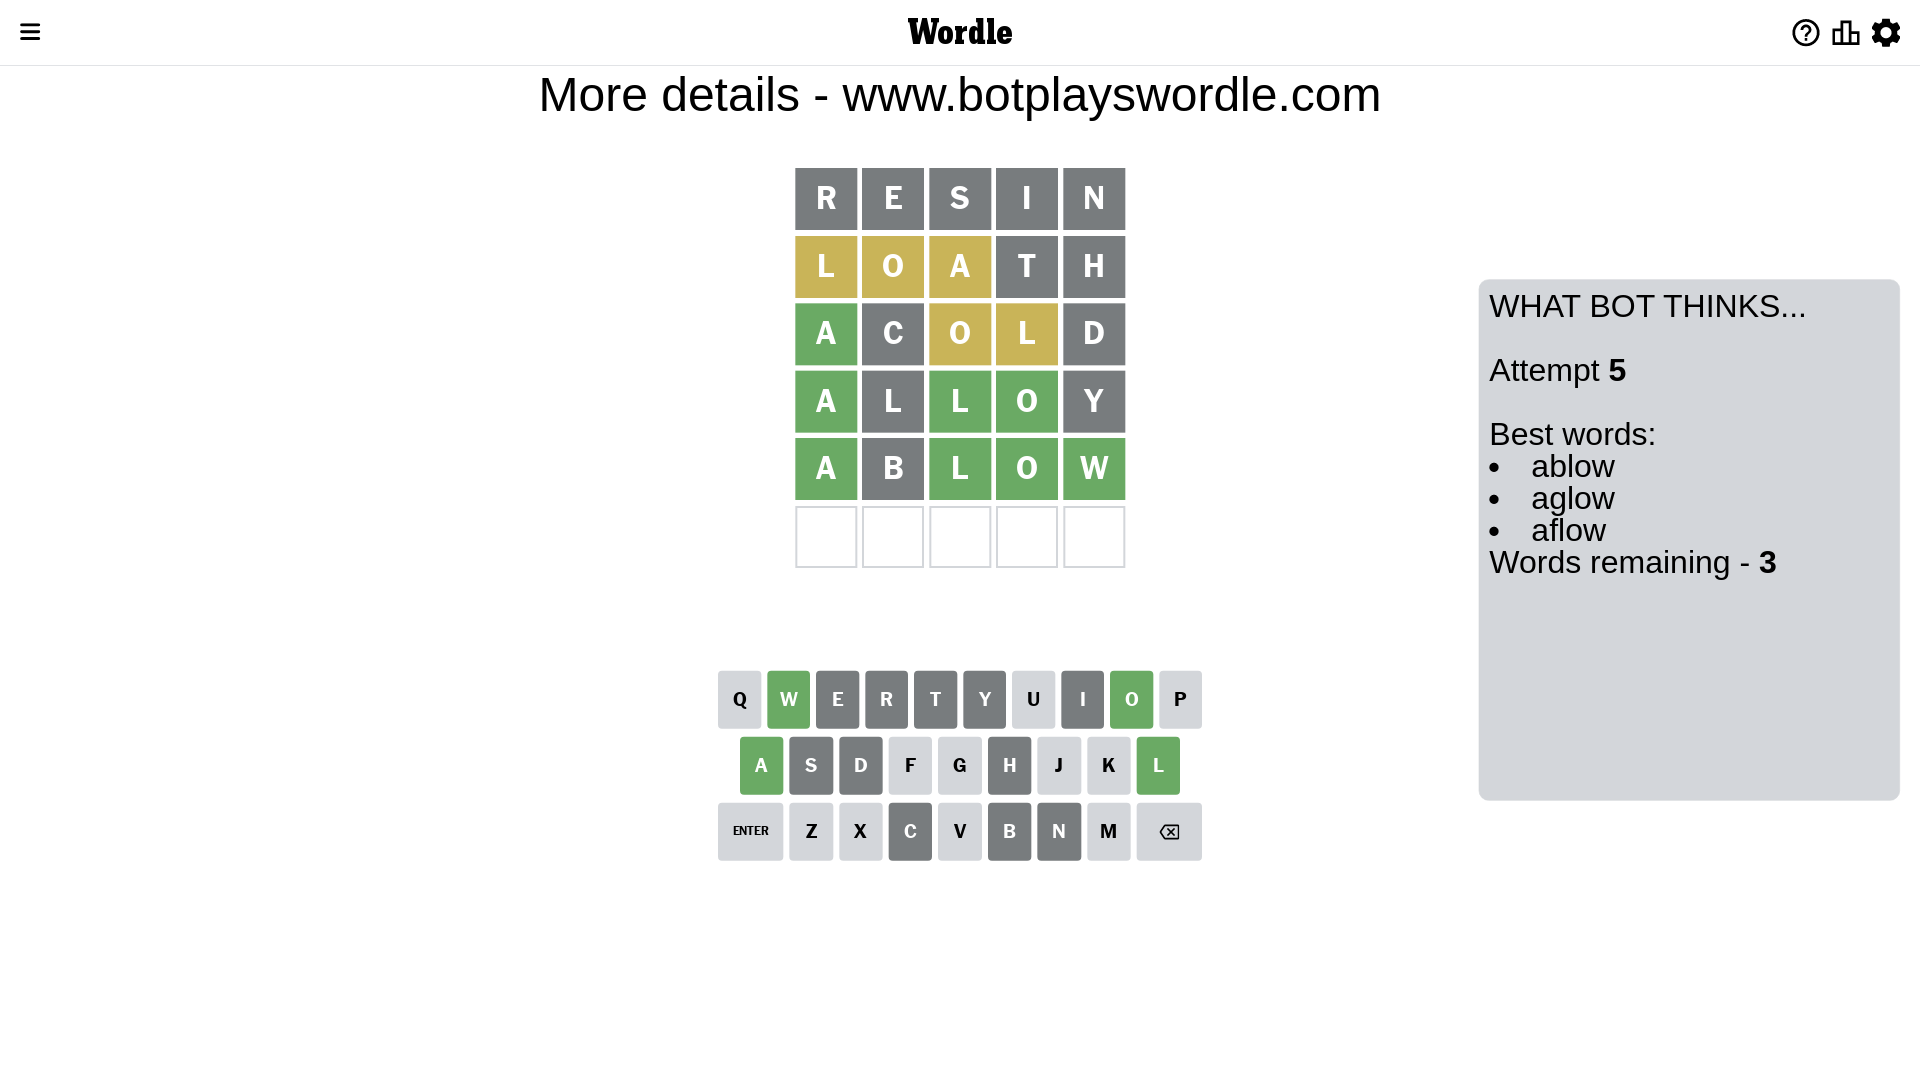 Wordle
More details - www.botplayswordle.com
R E S I N
L O A T H
A C O L D
A L L O Y
A B L O W
WHAT BOT THINKS...
Attempt 5
Best words:
• ablow
• aglow
• aflow
Words remaining - 3
Q W E R T Y U I O P
A S D F G H J K L
ENTER Z X C V B N M